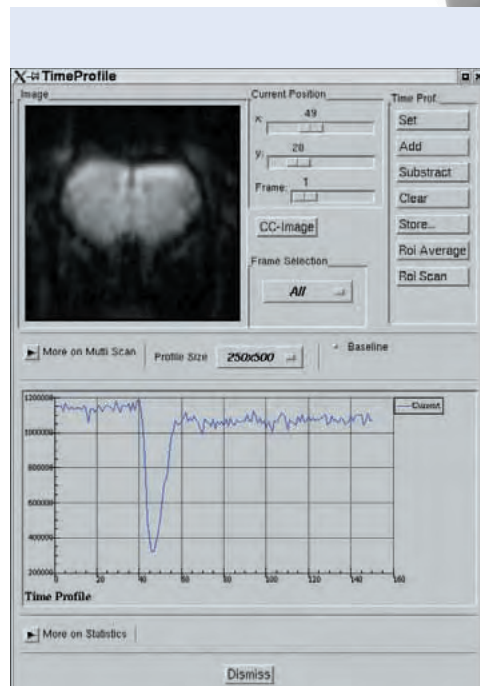 TimeProfile
Image
Current Position
x: 49
y: 20
Frame: 1
CC-Image
Frame Selection
All
Time Prof.
Set
Add
Substract
Clear
Store...
Roi Average
Roi Scan
More on Multi Scan
Profile Size 250x500
Baseline
1200000
1000000
800000
600000
400000
200000
0 20 40 60 80 100 120 140 160
Current
Time Profile
More on Statistics
Dismiss